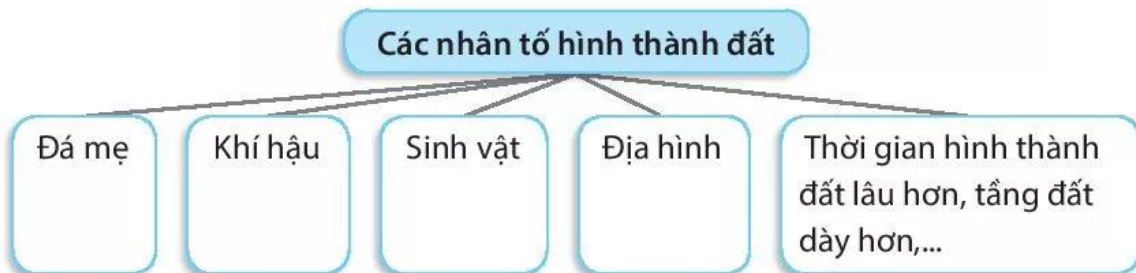 Các nhân tố hình thành đất
Đá mẹ
Khí hậu
Sinh vật
Địa hình
Thời gian hình thành
đất lâu hơn, tầng đất
dày hơn,...